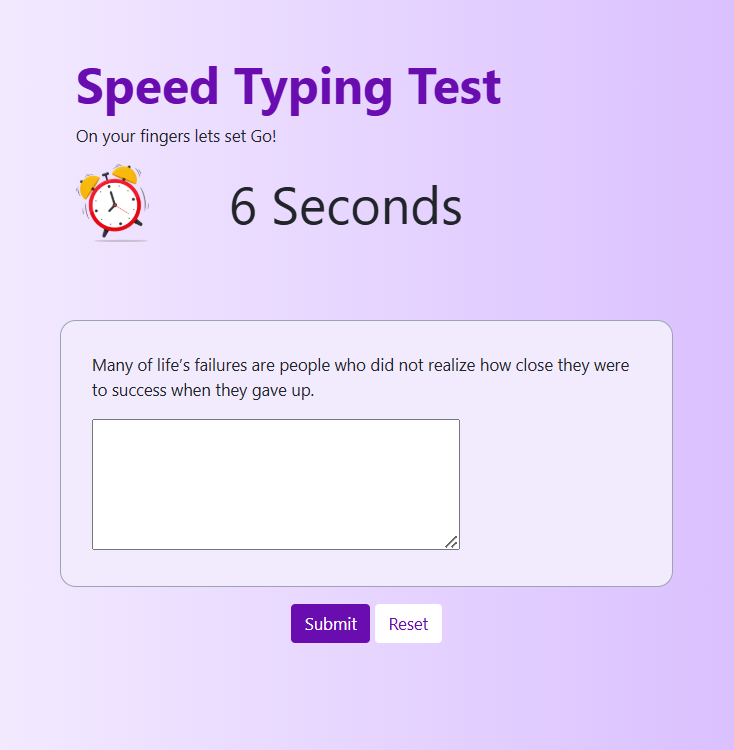 Speed Typing Test
On your fingers lets set Go!
6 Seconds
Many of life’s failures are people who did not realize how close they were
to success when they gave up.
Submit
Reset